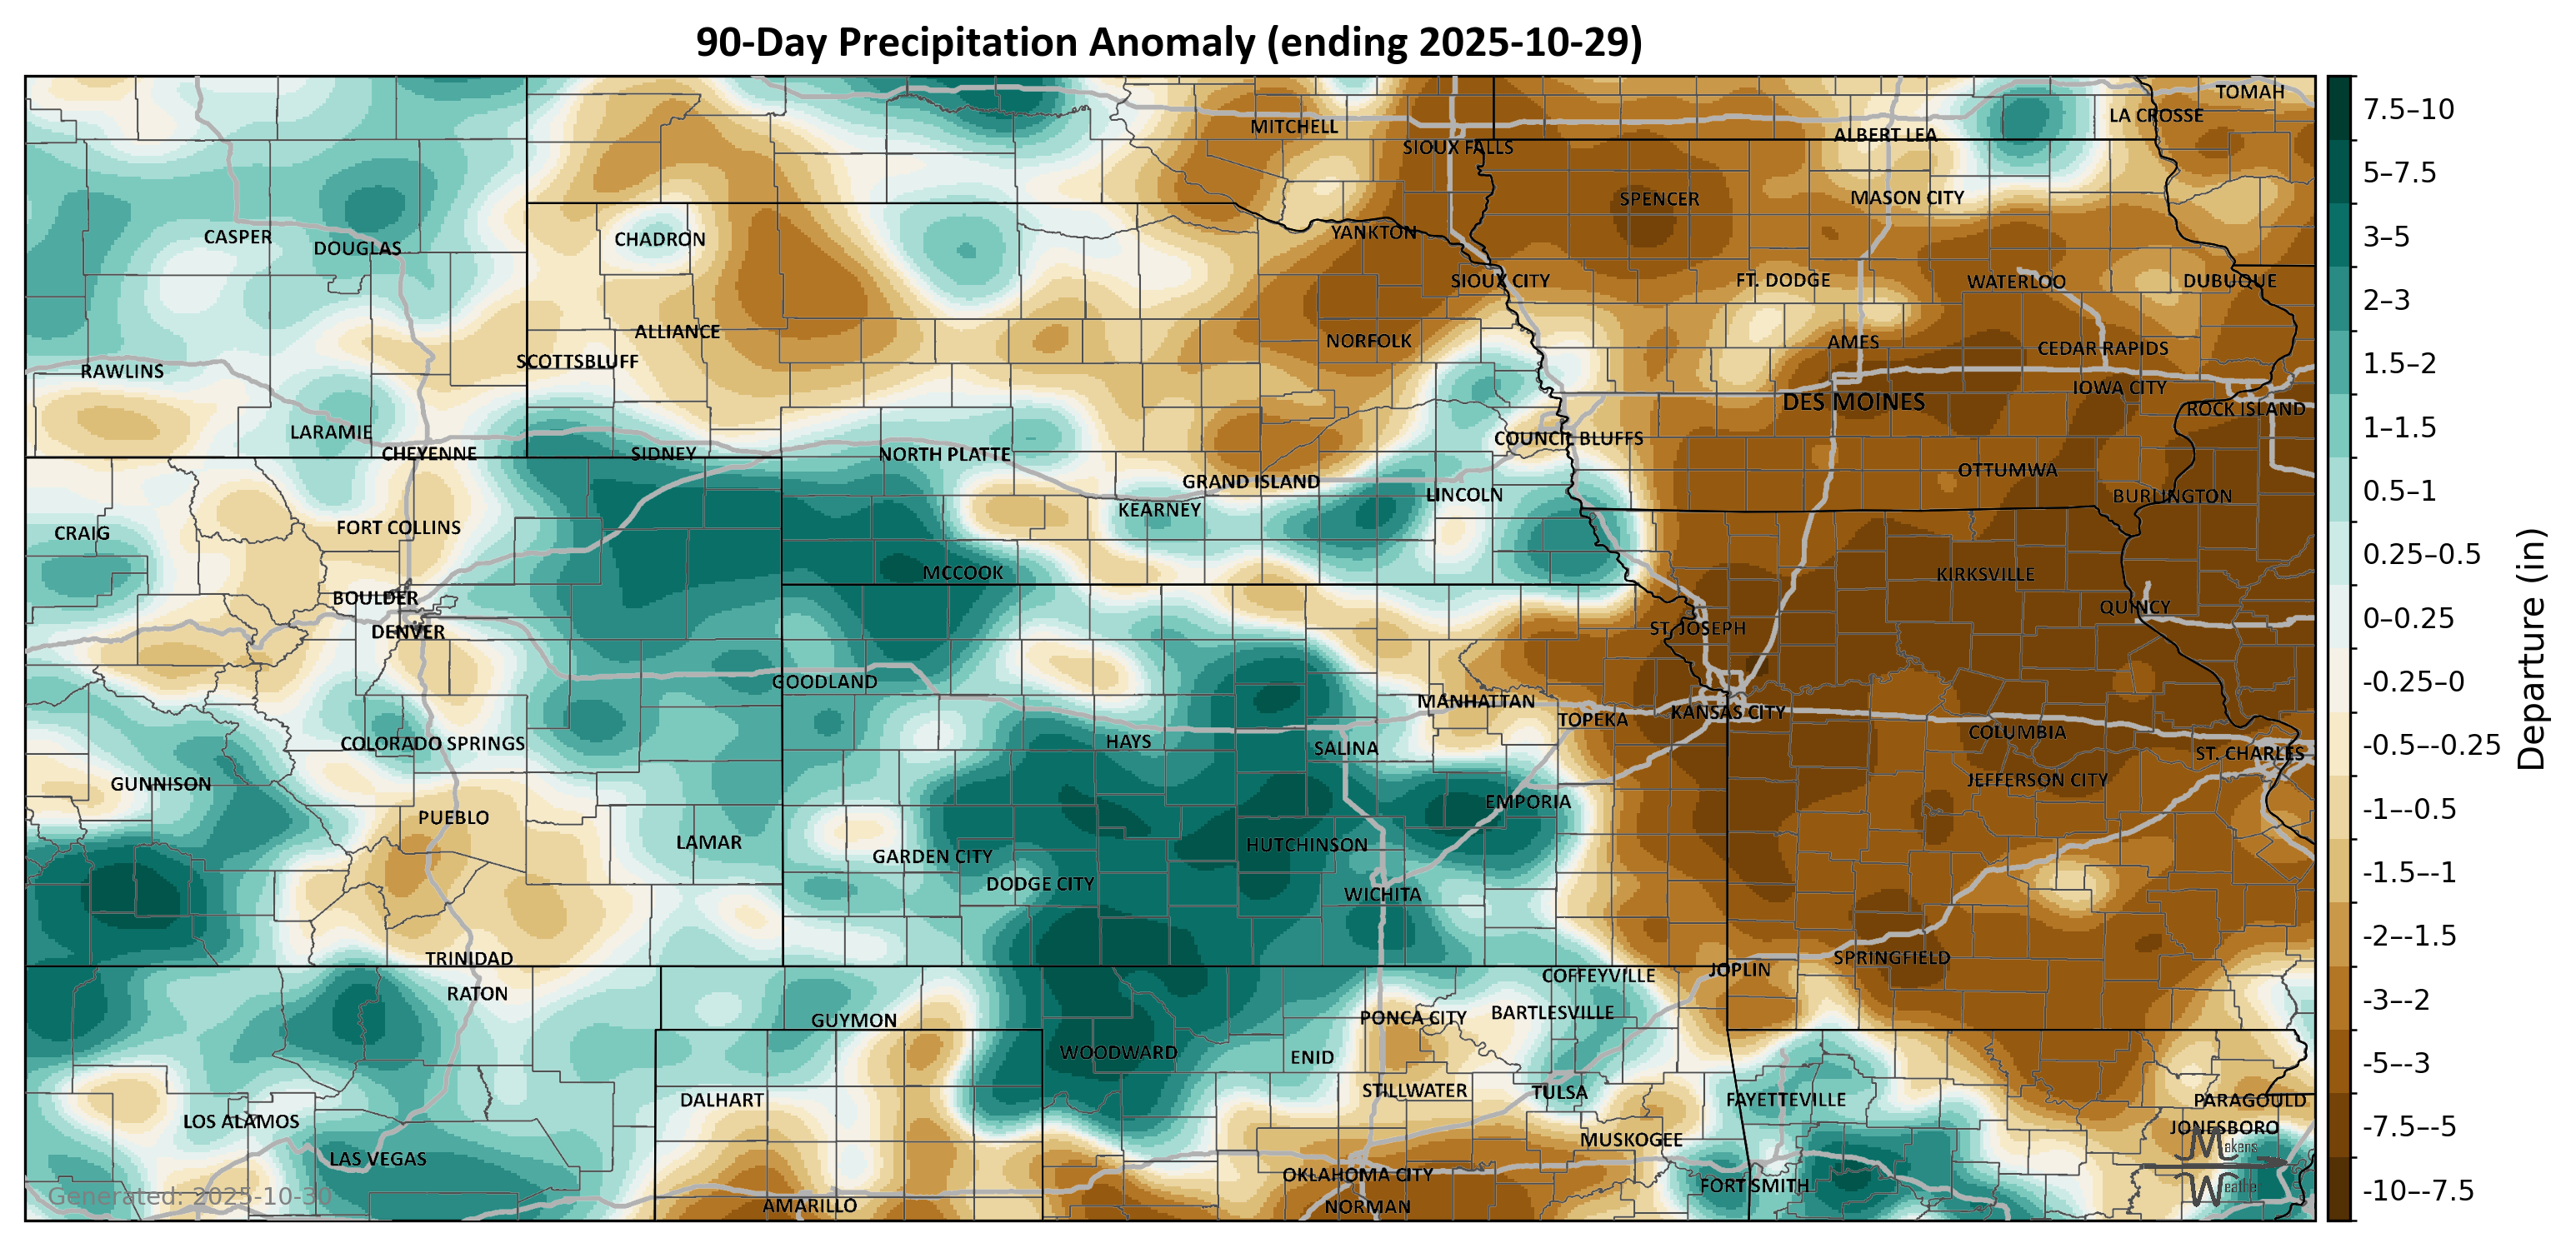 90-Day Precipitation Anomaly (ending 2025-10-29)
TOMAH
LA CROSSE
MITCHELL
ALBERT LEA
SIOUX FALLS
SPENCER
MASON CITY
YANKTON
CASPER
DOUGLAS
CHADRON
SIOUX CITY
FT. DODGE
WATERLOO
DUBUQUE
ALLIANCE
NORFOLK
AMES
CEDAR RAPIDS
SCOTTSBLUFF
RAWLINS
IOWA CITY
DES MOINES
ROCK ISLAND
LARAMIE
COUNCIL BLUFFS
CHEYENNE
SIDNEY
NORTH PLATTE
OTTUMWA
GRAND ISLAND
LINCOLN
BURLINGTON
KEARNEY
CRAIG
FORT COLLINS
MCCOOK
KIRKSVILLE
BOULDER
QUINCY
DENVER
ST. JOSEPH
GOODLAND
MANHATTAN
TOPEKA
KANSAS CITY
COLUMBIA
COLORADO SPRINGS
HAYS
SALINA
ST. CHARLES
GUNNISON
JEFFERSON CITY
EMPORIA
PUEBLO
LAMAR
HUTCHINSON
GARDEN CITY
DODGE CITY
WICHITA
TRINIDAD
SPRINGFIELD
JOPLIN
COFFEYVILLE
RATON
BARTLESVILLE
GUYMON
PONCA CITY
WOODWARD
ENID
STILLWATER
TULSA
DALHART
FAYETTEVILLE
PARAGOULD
LOS ALAMOS
JONESBORO
MUSKOGEE
LAS VEGAS
OKLAHOMA CITY
FORT SMITH
AMARILLO
NORMAN
Generated: 2025-10-30
Makens
Weathe
7.5–10
5–7.5
3–5
2–3
1.5–2
1–1.5
0.5–1
0.25–0.5
0–0.25
-0.25–0
-0.5–-0.25
-1–-0.5
-1.5–-1
-2–-1.5
-3–-2
-5–-3
-7.5–-5
-10–-7.5
Departure (in)